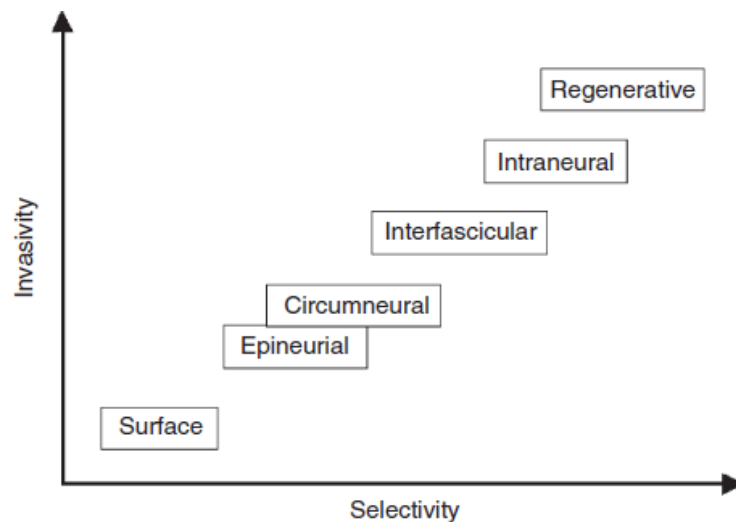 Regenerative
Intraneural
Interfascicular
Circumneural
Epineurial
Surface
Invasivity
Selectivity